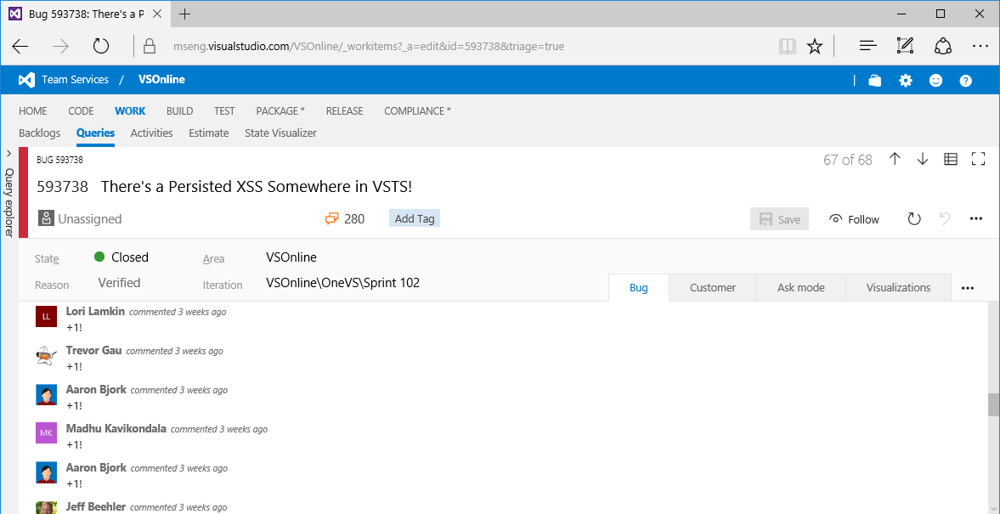 Bug 593738: There's a P
mseng.visualstudio.com/VSOnline/_workitems?_a=edit&id=593738&triage=true
Team Services / VSOnline
HOME CODE WORK BUILD TEST PACKAGE * RELEASE COMPLIANCE *
Backlogs Queries Activities Estimate State Visualizer
Query explorer
BUG 593738
67 of 68
593738 There's a Persisted XSS Somewhere in VSTS!
Unassigned 280 Add Tag Save Follow
State Closed Area VSOnline
Reason Verified Iteration VSOnline\OneVS\Sprint 102
Bug Customer Ask mode Visualizations
LL Lori Lamkin commented 3 weeks ago
+1!
Trevor Gau commented 3 weeks ago
+1!
Aaron Bjork commented 3 weeks ago
+1!
MK Madhu Kavikondala commented 3 weeks ago
+1!
Aaron Bjork commented 3 weeks ago
+1!
Jeff Beehler commented 3 weeks ago